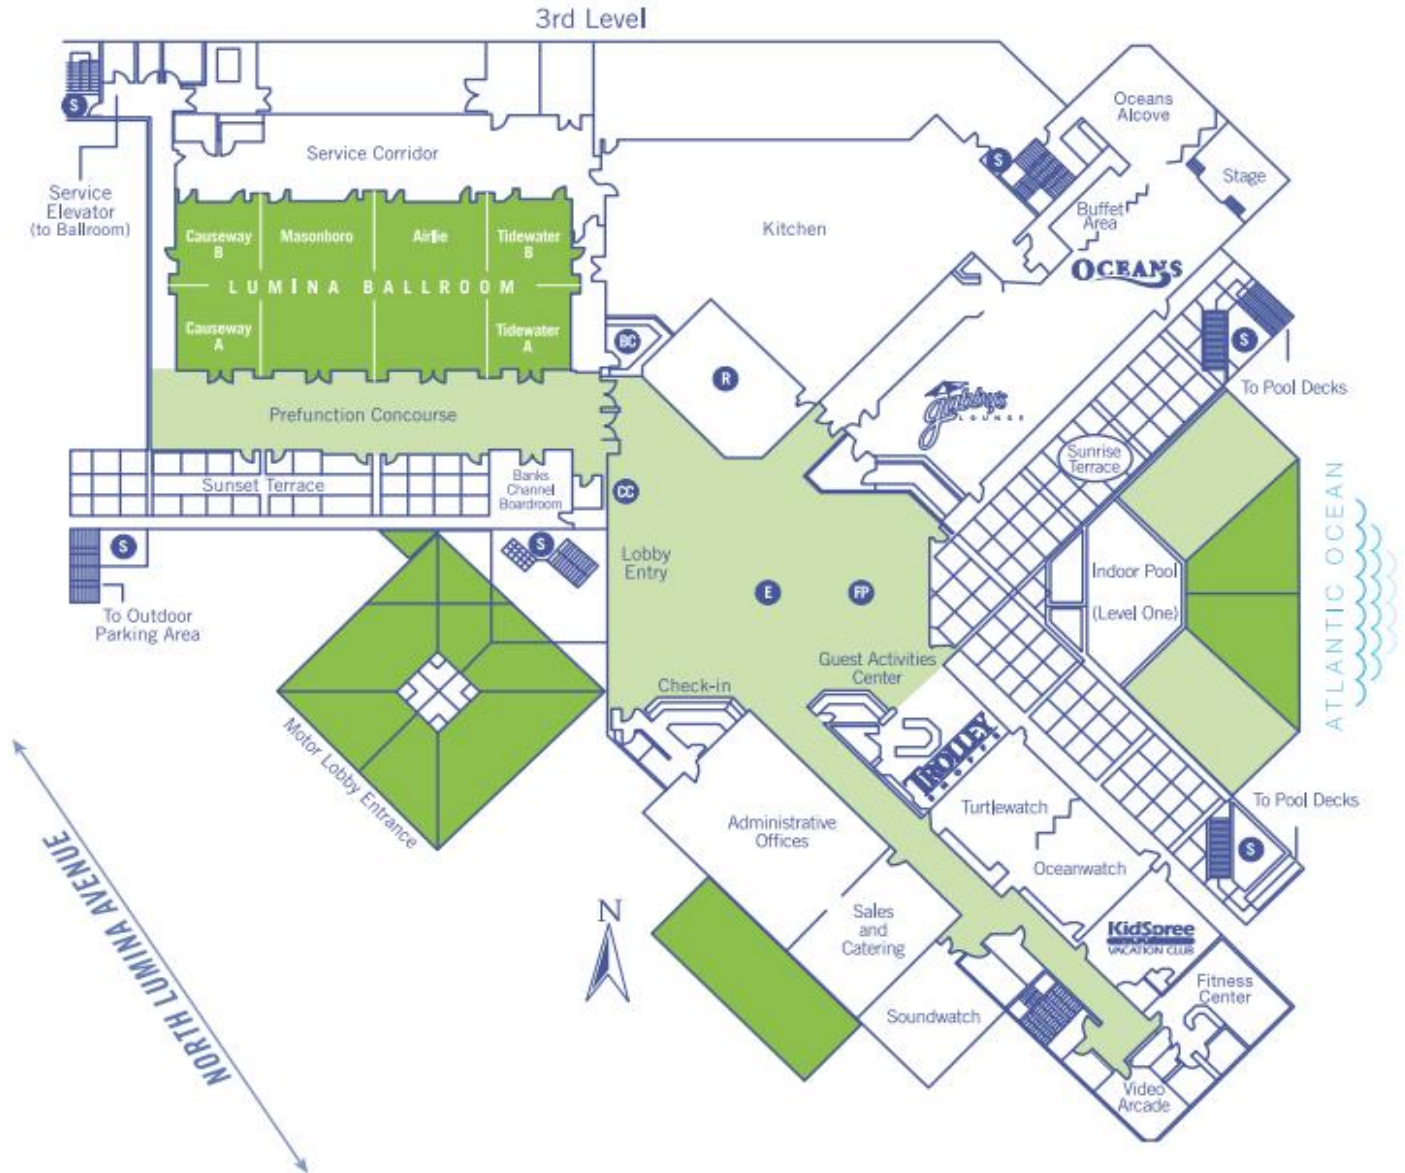 3rd Level
Oceans
Alcove
S
S
Service Corridor
Stage
Service
Elevator
(to Ballroom)
Buffet
Area
Kitchen
Causeway
B
Masonboro
Airlie
Tidewater
B
OCEANS
LUMINA BALLROOM
Causeway
A
Tidewater
A
BC
S
R
To Pool Decks
Gabby's
LOUNGE
Prefunction Concourse
Sunrise
Terrace
Sunset Terrace
Banks
Channel
Boardroom
CC
ATLANTIC OCEAN
S
S
Lobby
Entry
E
FP
Indoor Pool
(Level One)
To Outdoor
Parking Area
Guest Activities
Center
Check-in
Motor Lobby Entrance
TROLLEY
SHOPPE
Turtlewatch
To Pool Decks
S
Administrative
Offices
Oceanwatch
NORTH LUMINA AVENUE
N
Sales
and
Catering
KidSpree
VACATION CLUB
Fitness
Center
Soundwatch
Video
Arcade